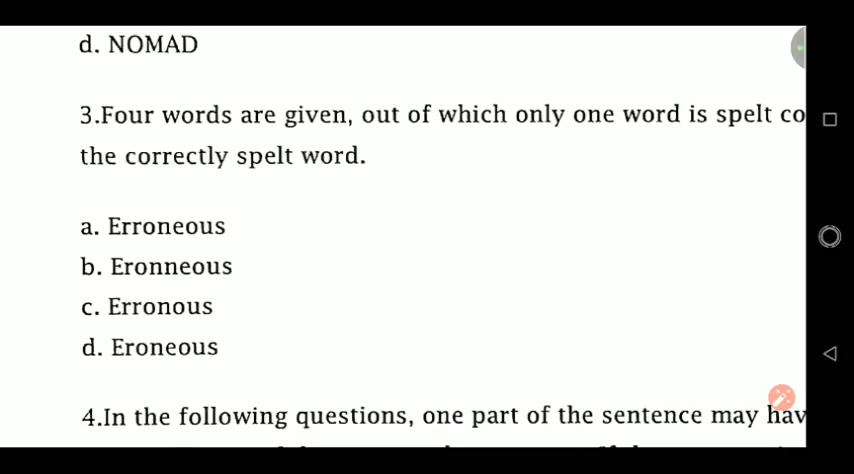 d. NOMAD
3.Four words are given, out of which only one word is spelt co
the correctly spelt word.
a. Erroneous
b. Eronneous
c. Erronous
d. Eroneous
4.In the following questions, one part of the sentence may hav